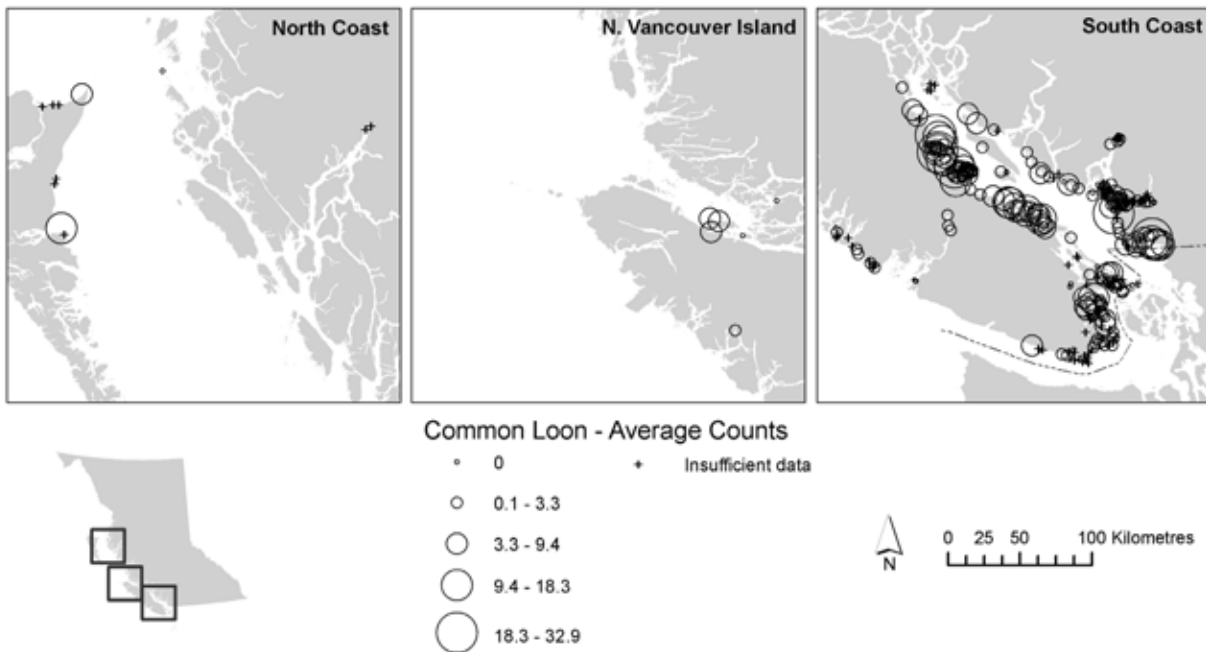 North Coast
N. Vancouver Island
South Coast
Common Loon - Average Counts
0
Insufficient data
0.1 - 3.3
3.3 - 9.4
9.4 - 18.3
18.3 - 32.9
N
0 25 50 100 Kilometres